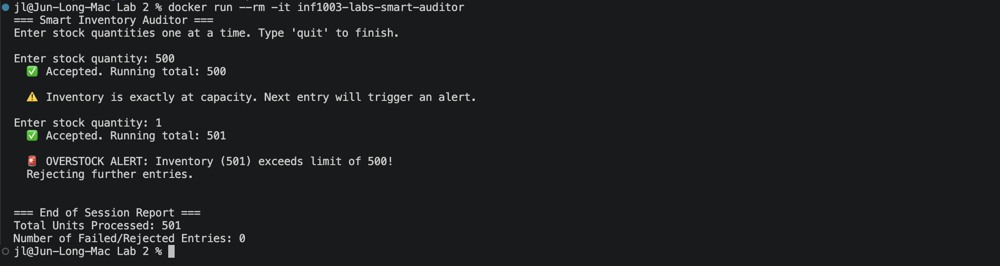 jl@Jun-Long-Mac Lab 2 % docker run --rm -it inf1003-labs-smart-auditor
=== Smart Inventory Auditor ===
Enter stock quantities one at a time. Type 'quit' to finish.
Enter stock quantity: 500
✅ Accepted. Running total: 500
⚠️ Inventory is exactly at capacity. Next entry will trigger an alert.
Enter stock quantity: 1
✅ Accepted. Running total: 501
🚨 OVERSTOCK ALERT: Inventory (501) exceeds limit of 500!
Rejecting further entries.
=== End of Session Report ===
Total Units Processed: 501
Number of Failed/Rejected Entries: 0
jl@Jun-Long-Mac Lab 2 %